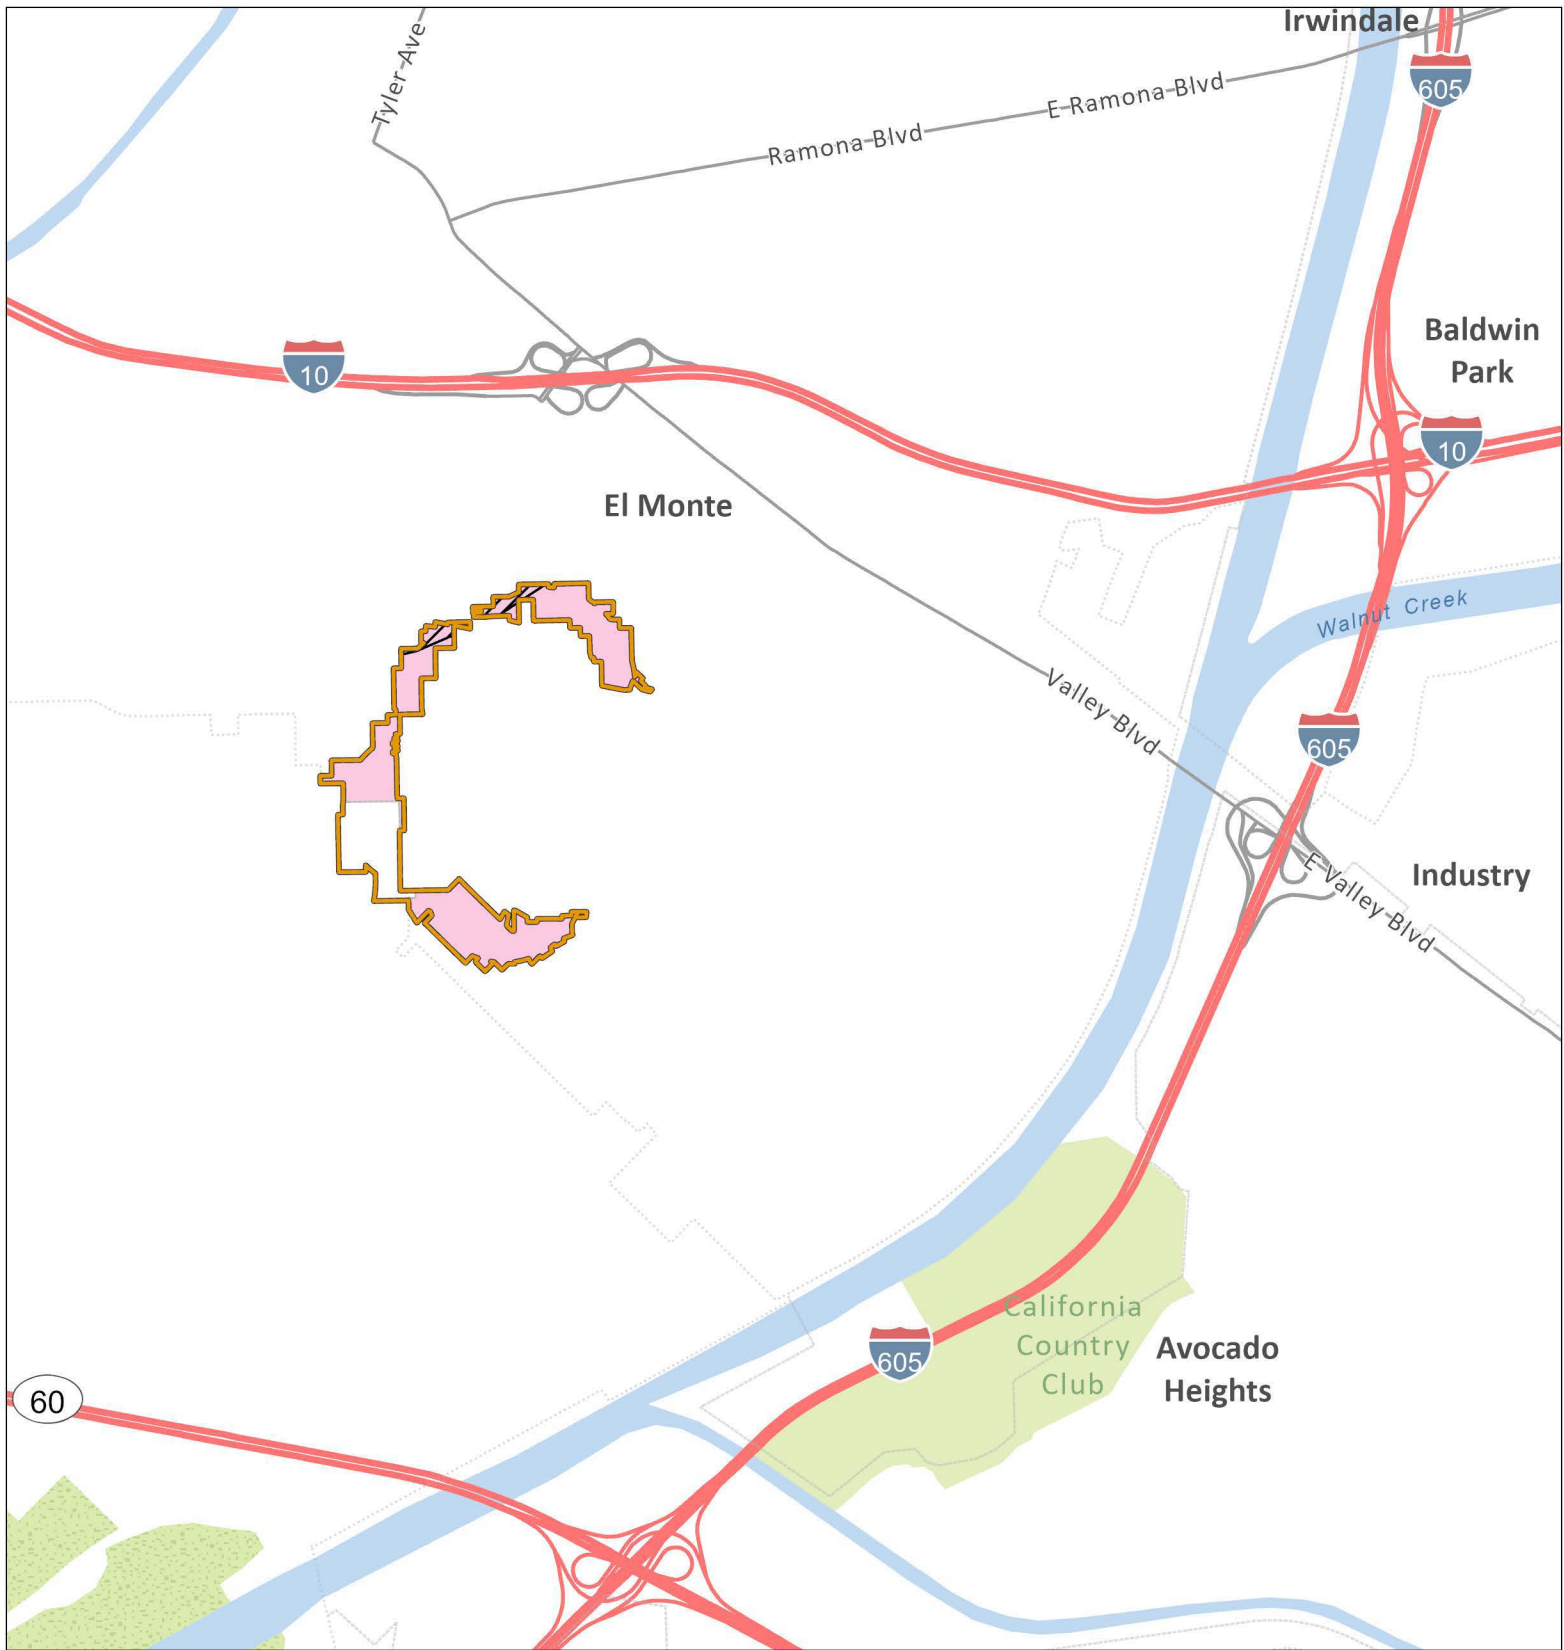 Irwindale
605
Tyler Ave
E Ramona Blvd
Ramona Blvd
Baldwin
Park
10
10
El Monte
Walnut Creek
Valley Blvd
605
E Valley Blvd
Industry
California
Country
Club
Avocado
Heights
605
60